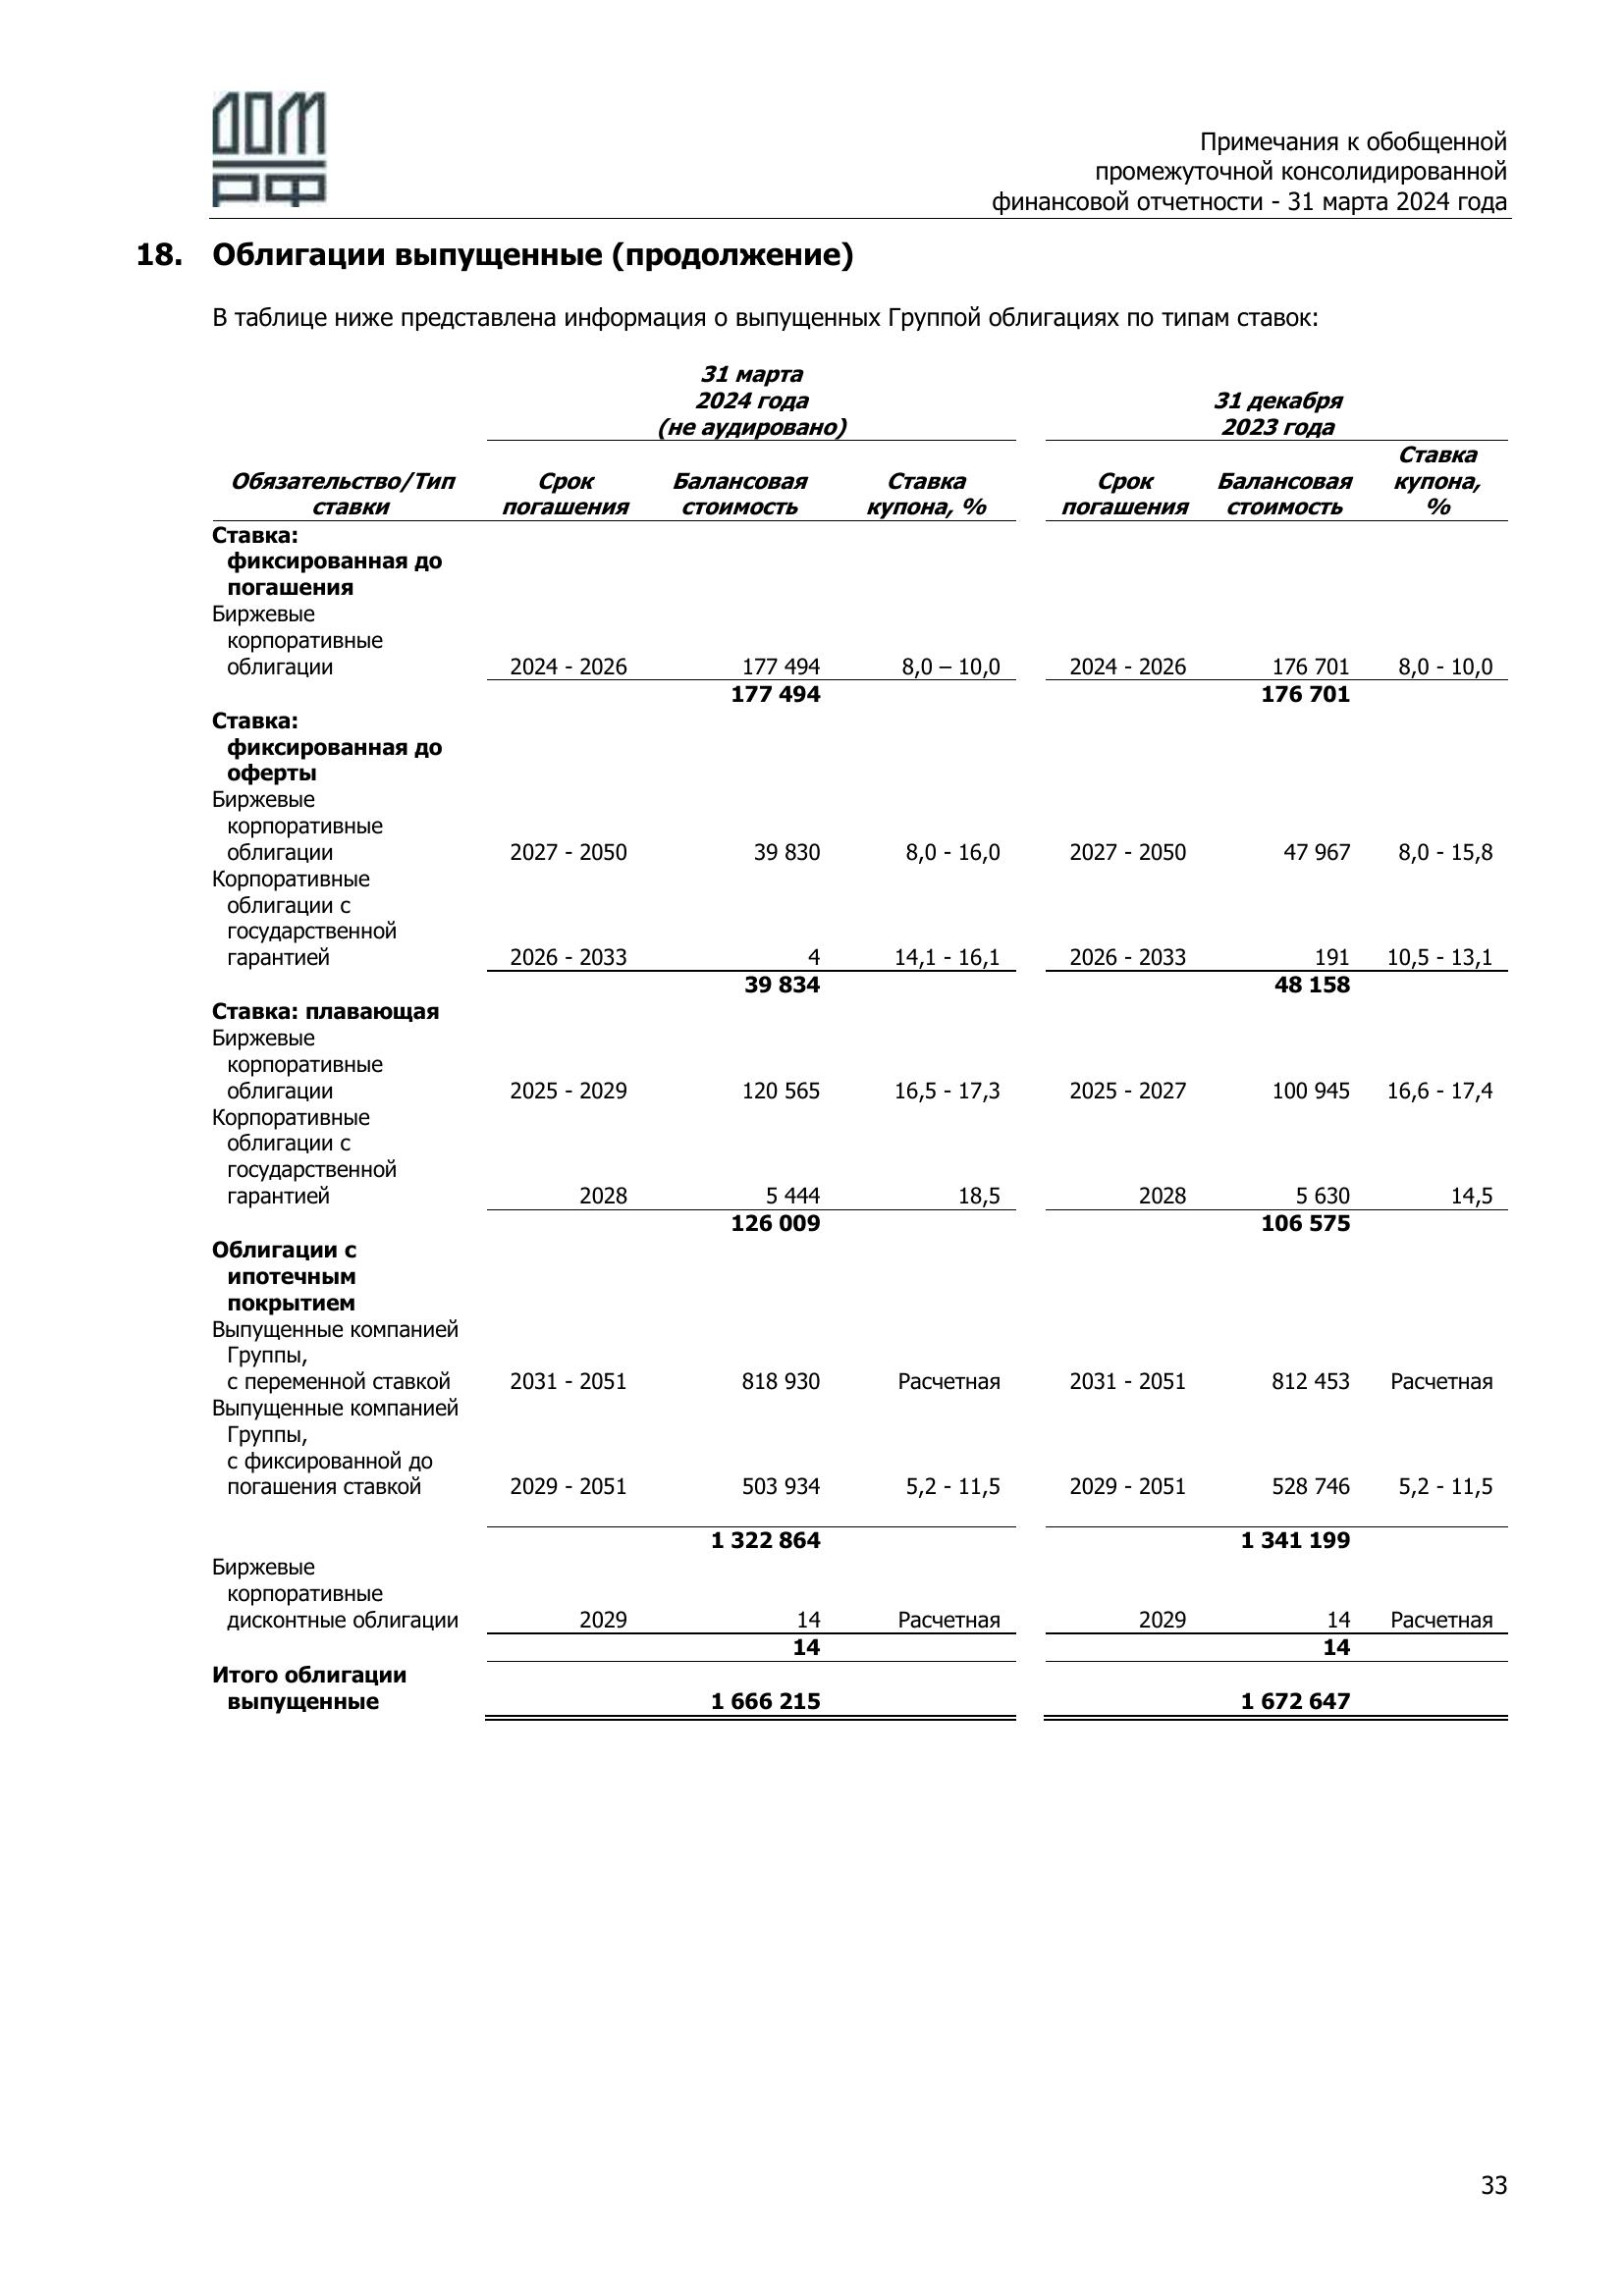 ДОМ
РФ
Примечания к обобщенной
промежуточной консолидированной
финансовой отчетности - 31 марта 2024 года
18. Облигации выпущенные (продолжение)
В таблице ниже представлена информация о выпущенных Группой облигациях по типам ставок:
31 марта
2024 года
(не аудировано)
31 декабря
2023 года
Обязательство/Тип
ставки
Срок
погашения
Балансовая
стоимость
Ставка
купона, %
Срок
погашения
Балансовая
стоимость
Ставка
купона,
%
Ставка:
фиксированная до
погашения
Биржевые
корпоративные
облигации 2024 - 2026 177 494 8,0 – 10,0 2024 - 2026 176 701 8,0 - 10,0
177 494 176 701
Ставка:
фиксированная до
оферты
Биржевые
корпоративные
облигации 2027 - 2050 39 830 8,0 - 16,0 2027 - 2050 47 967 8,0 - 15,8
Корпоративные
облигации с
государственной
гарантией 2026 - 2033 4 14,1 - 16,1 2026 - 2033 191 10,5 - 13,1
39 834 48 158
Ставка: плавающая
Биржевые
корпоративные
облигации 2025 - 2029 120 565 16,5 - 17,3 2025 - 2027 100 945 16,6 - 17,4
Корпоративные
облигации с
государственной
гарантией 2028 5 444 18,5 2028 5 630 14,5
126 009 106 575
Облигации с
ипотечным
покрытием
Выпущенные компанией
Группы,
с переменной ставкой 2031 - 2051 818 930 Расчетная 2031 - 2051 812 453 Расчетная
Выпущенные компанией
Группы,
с фиксированной до
погашения ставкой 2029 - 2051 503 934 5,2 - 11,5 2029 - 2051 528 746 5,2 - 11,5
1 322 864 1 341 199
Биржевые
корпоративные
дисконтные облигации 2029 14 Расчетная 2029 14 Расчетная
14 14
Итого облигации
выпущенные 1 666 215 1 672 647
33